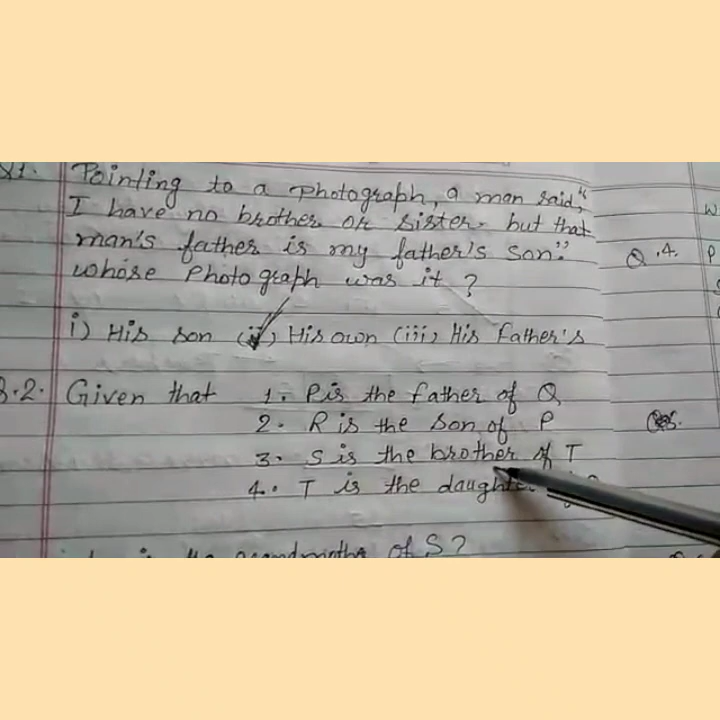 Q1. Pointing to a photograph, a man said, "
I have no brother or sister. but that
man's father is my father's son."
whose Photograph was it ?
i) His son (ii) His own (iii) His father's
Q.2. Given that 1. P is the father of Q
2. R is the son of P
3. S is the brother of T
4. T is the daughter
of S?
Q.4.
P